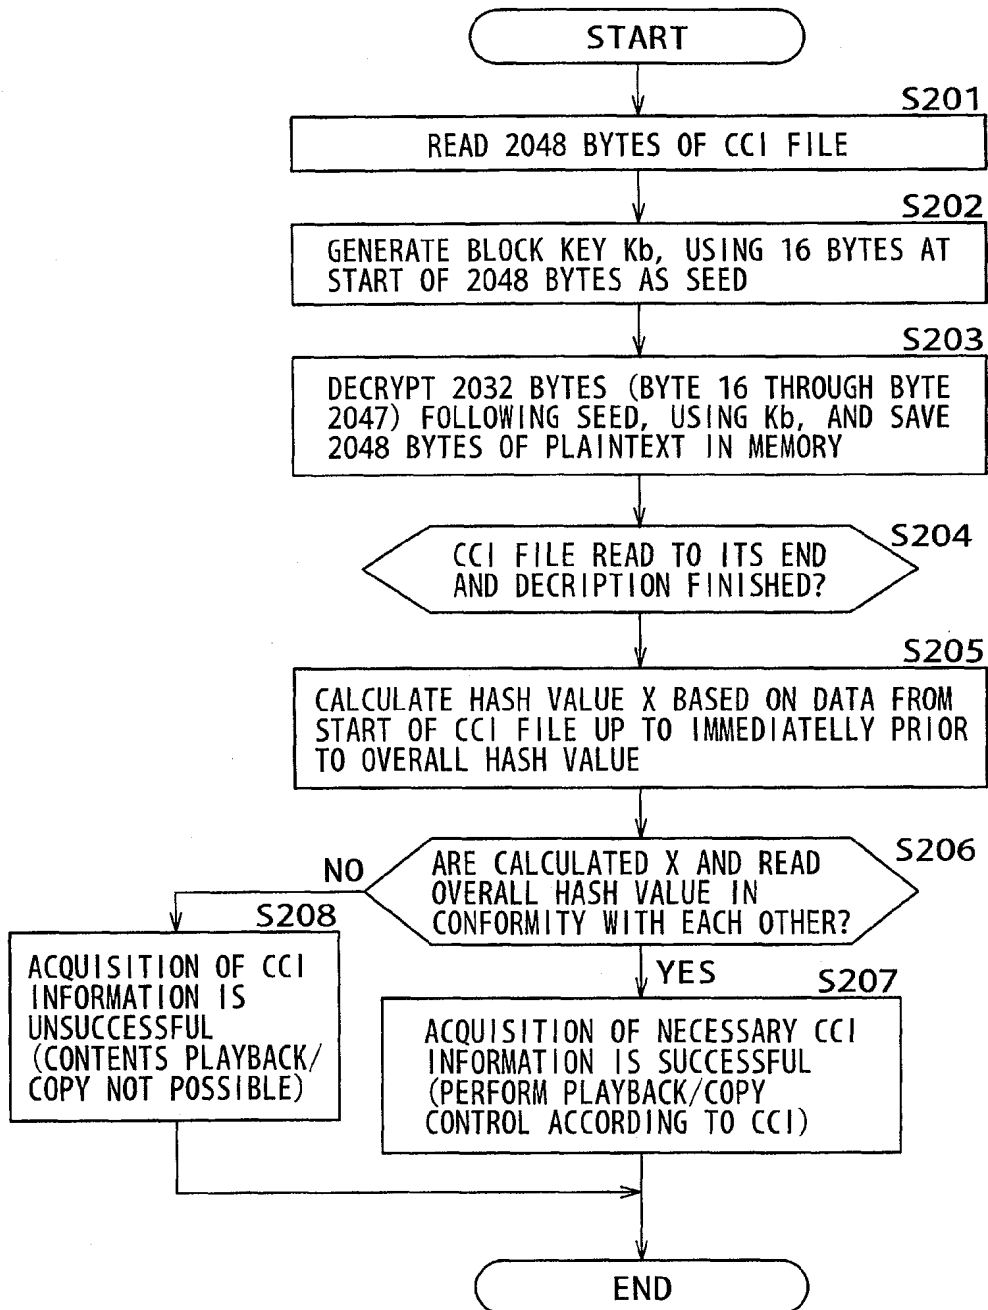 START
S201
READ 2048 BYTES OF CCI FILE
S202
GENERATE BLOCK KEY Kb, USING 16 BYTES AT
START OF 2048 BYTES AS SEED
S203
DECRYPT 2032 BYTES (BYTE 16 THROUGH BYTE
2047) FOLLOWING SEED, USING Kb, AND SAVE
2048 BYTES OF PLAINTEXT IN MEMORY
S204
CCI FILE READ TO ITS END
AND DECRIPTION FINISHED?
S205
CALCULATE HASH VALUE X BASED ON DATA FROM
START OF CCI FILE UP TO IMMEDIATELLY PRIOR
TO OVERALL HASH VALUE
S206
ARE CALCULATED X AND READ
OVERALL HASH VALUE IN
CONFORMITY WITH EACH OTHER?
NO
S208
ACQUISITION OF CCI
INFORMATION IS
UNSUCCESSFUL
(CONTENTS PLAYBACK/
COPY NOT POSSIBLE)
YES
S207
ACQUISITION OF NECESSARY CCI
INFORMATION IS SUCCESSFUL
(PERFORM PLAYBACK/COPY
CONTROL ACCORDING TO CCI)
END